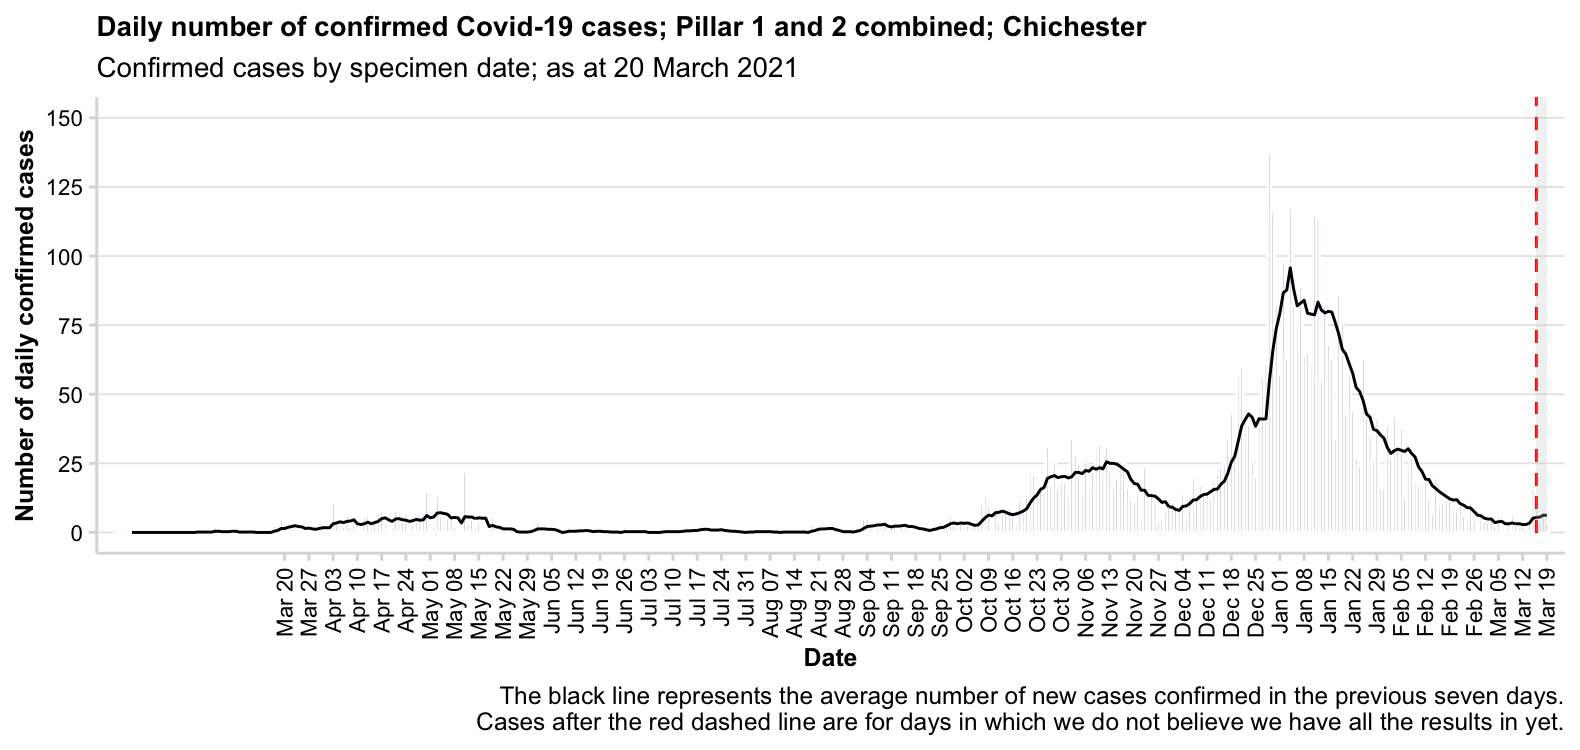 Daily number of confirmed Covid-19 cases; Pillar 1 and 2 combined; Chichester
Confirmed cases by specimen date; as at 20 March 2021
Number of daily confirmed cases
150
125
100
75
50
25
0
Mar 20
Mar 27
Apr 03
Apr 10
Apr 17
Apr 24
May 01
May 08
May 15
May 22
May 29
Jun 05
Jun 12
Jun 19
Jun 26
Jul 03
Jul 10
Jul 17
Jul 24
Jul 31
Aug 07
Aug 14
Aug 21
Aug 28
Sep 04
Sep 11
Sep 18
Sep 25
Oct 02
Oct 09
Oct 16
Oct 23
Oct 30
Nov 06
Nov 13
Nov 20
Nov 27
Dec 04
Dec 11
Dec 18
Dec 25
Jan 01
Jan 08
Jan 15
Jan 22
Jan 29
Feb 05
Feb 12
Feb 19
Feb 26
Mar 05
Mar 12
Mar 19
Date
The black line represents the average number of new cases confirmed in the previous seven days.
Cases after the red dashed line are for days in which we do not believe we have all the results in yet.